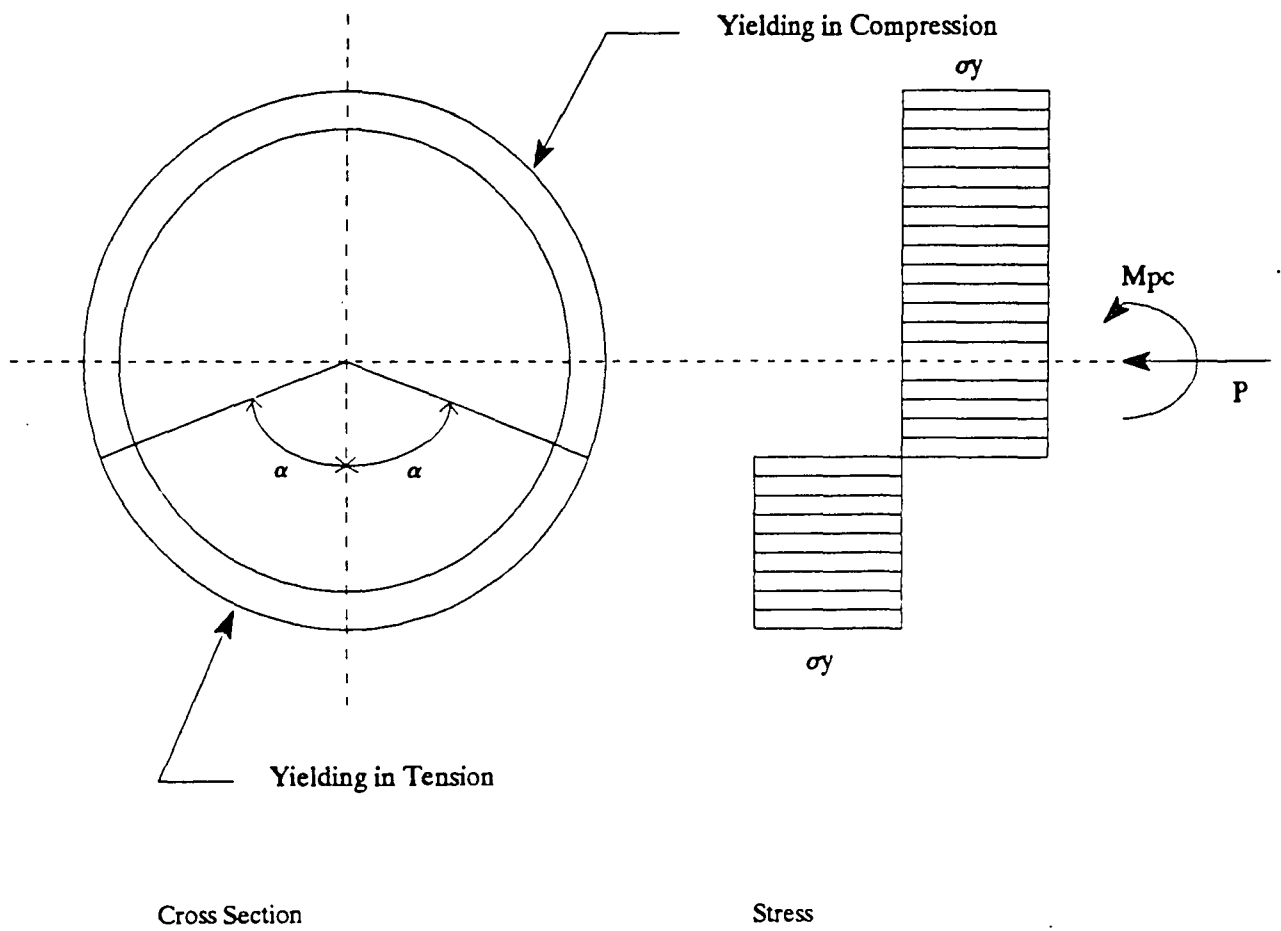 Yielding in Compression
σy
Mpc
P
α α
σy
Yielding in Tension
Cross Section Stress